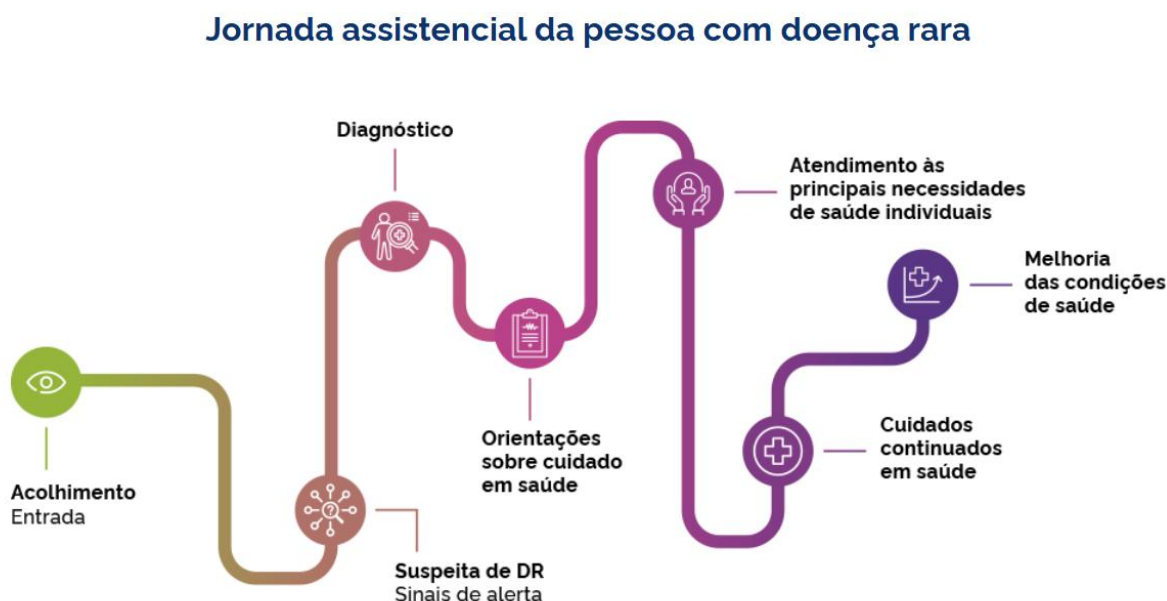 Jornada assistencial da pessoa com doença rara
Acolhimento
Entrada
Suspeita de DR
Sinais de alerta
Diagnóstico
Orientações
sobre cuidado
em saúde
Atendimento às
principais necessidades
de saúde individuais
Cuidados
continuados
em saúde
Melhoria
das condições
de saúde